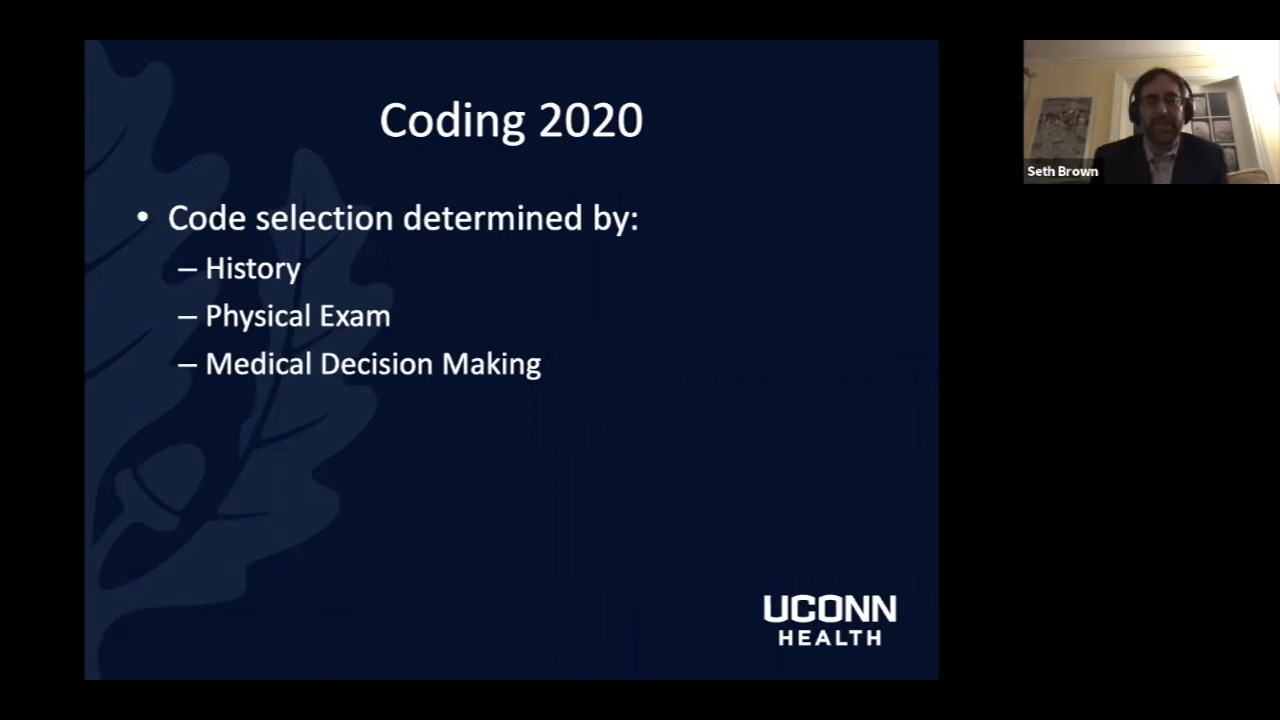 Coding 2020
• Code selection determined by:
– History
– Physical Exam
– Medical Decision Making
UCONN
HEALTH
Seth Brown